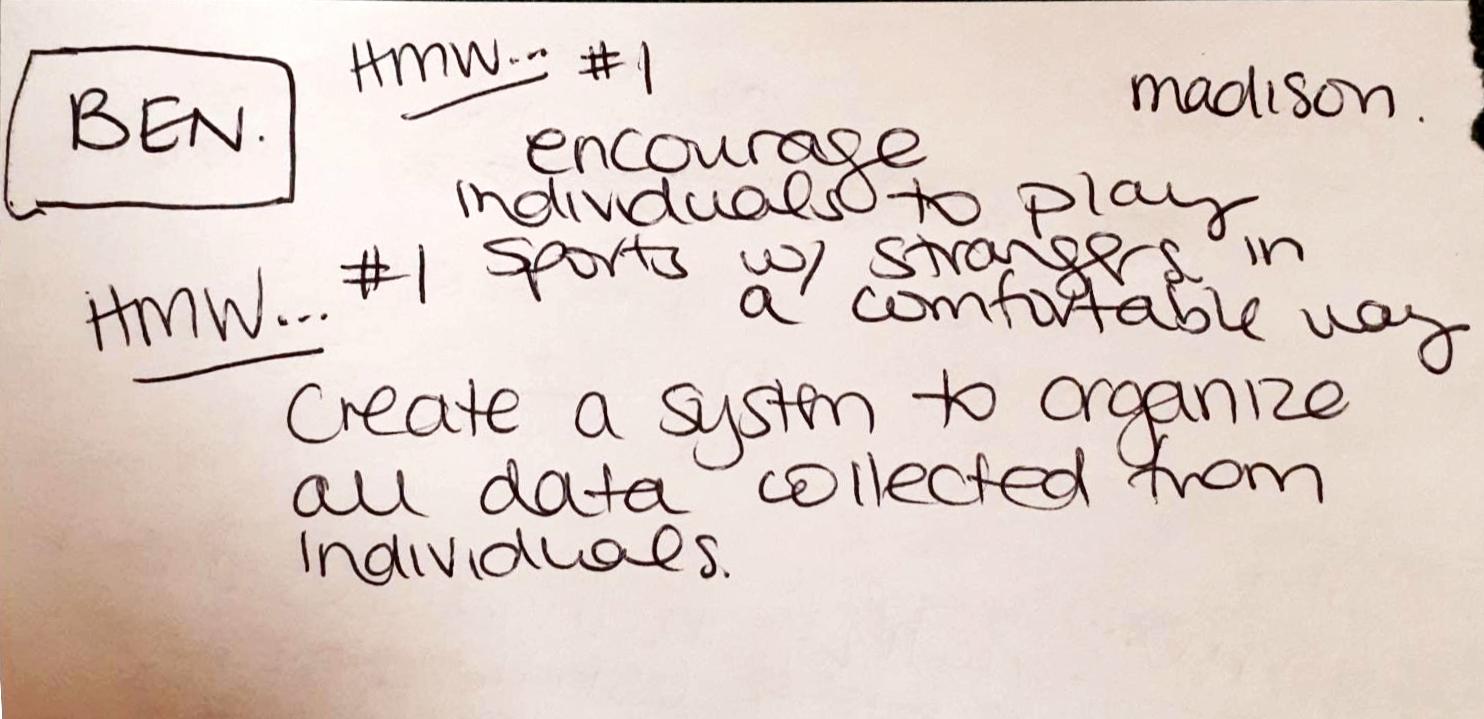 BEN.
HMW... #1
madison.
encourage
individuals to play
sports w/ strangers in
a comfortable way
HMW... #1
Create a system to organize
all data collected from
Individuals.